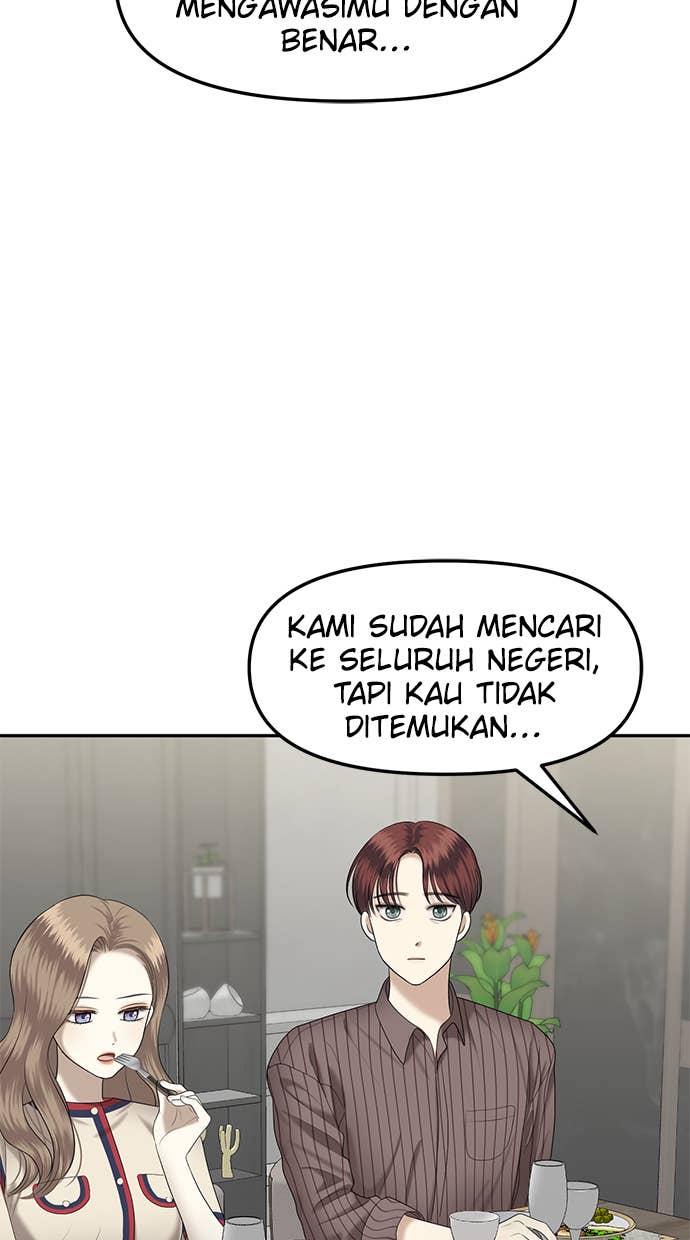 MENGAWASIMU DENGAN
BENAR...
KAMI SUDAH MENCARI
KE SELURUH NEGERI,
TAPI KAU TIDAK
DITEMUKAN...